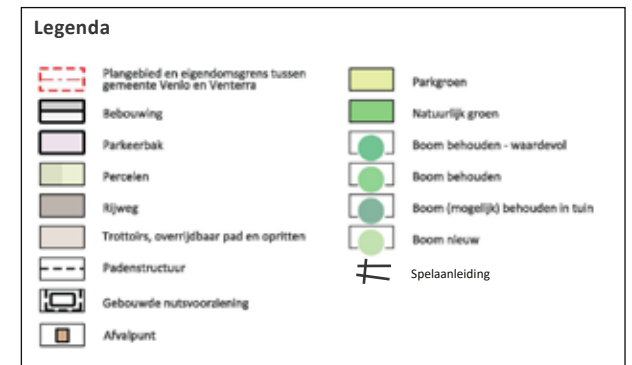 Legenda
Plangebied en eigendomsgrens tussen
gemeente Venlo en Venterra
Bebouwing
Parkeerbak
Percelen
Rijweg
Trottoirs, overrijdbaar pad en opritten
Padenstructuur
Gebouwde nutsvoorziening
Afvalpunt
Parkgroen
Natuurlijk groen
Boom behouden - waardevol
Boom behouden
Boom (mogelijk) behouden in tuin
Boom nieuw
Spelaanleiding